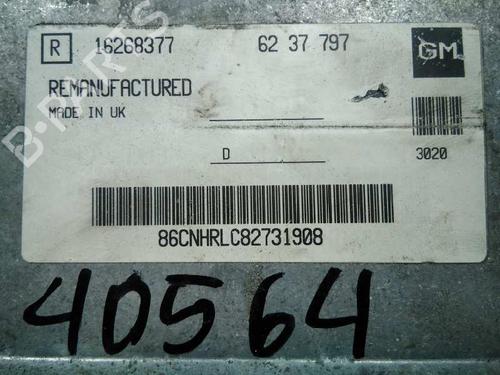 R 16268377 62 37 797 GM
REMANUFACTURED
MADE IN UK
D 3020
86CNHRLC82731908
40564
B-PARTS